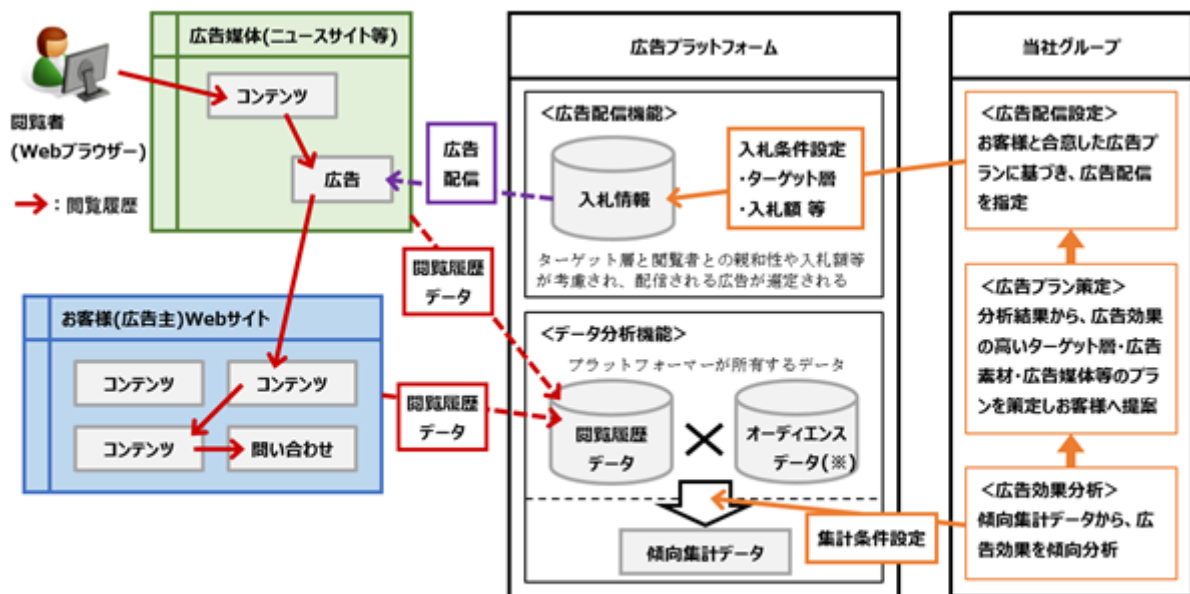 閲覧者
(Webブラウザー)
：閲覧履歴
広告媒体(ニュースサイト等)
コンテンツ
広告
広告
配信
閲覧履歴
データ
お客様(広告主)Webサイト
コンテンツ
コンテンツ
コンテンツ
問い合わせ
閲覧履歴
データ
広告プラットフォーム
＜広告配信機能＞
入札情報
入札条件設定
・ターゲット層
・入札額 等
ターゲット層と閲覧者との親和性や入札額等
が考慮され、配信される広告が選定される
＜データ分析機能＞
プラットフォーマーが所有するデータ
閲覧履歴
データ
オーディエンス
データ(※)
傾向集計データ
集計条件設定
当社グループ
＜広告配信設定＞
お客様と合意した広告プ
ランに基づき、広告配信
を指定
＜広告プラン策定＞
分析結果から、広告効果
の高いターゲット層・広告
素材・広告媒体等のプラ
ンを策定しお客様へ提案
＜広告効果分析＞
傾向集計データから、広
告効果を傾向分析